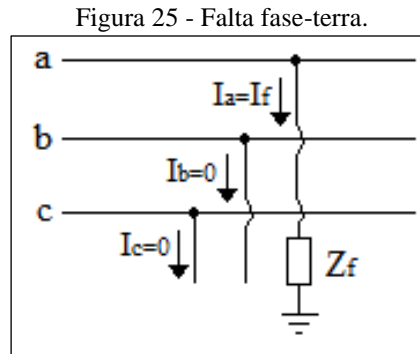 Figura 25 - Falta fase-terra.
a
Ia=If
b
Ib=0
c
Ic=0
Zf